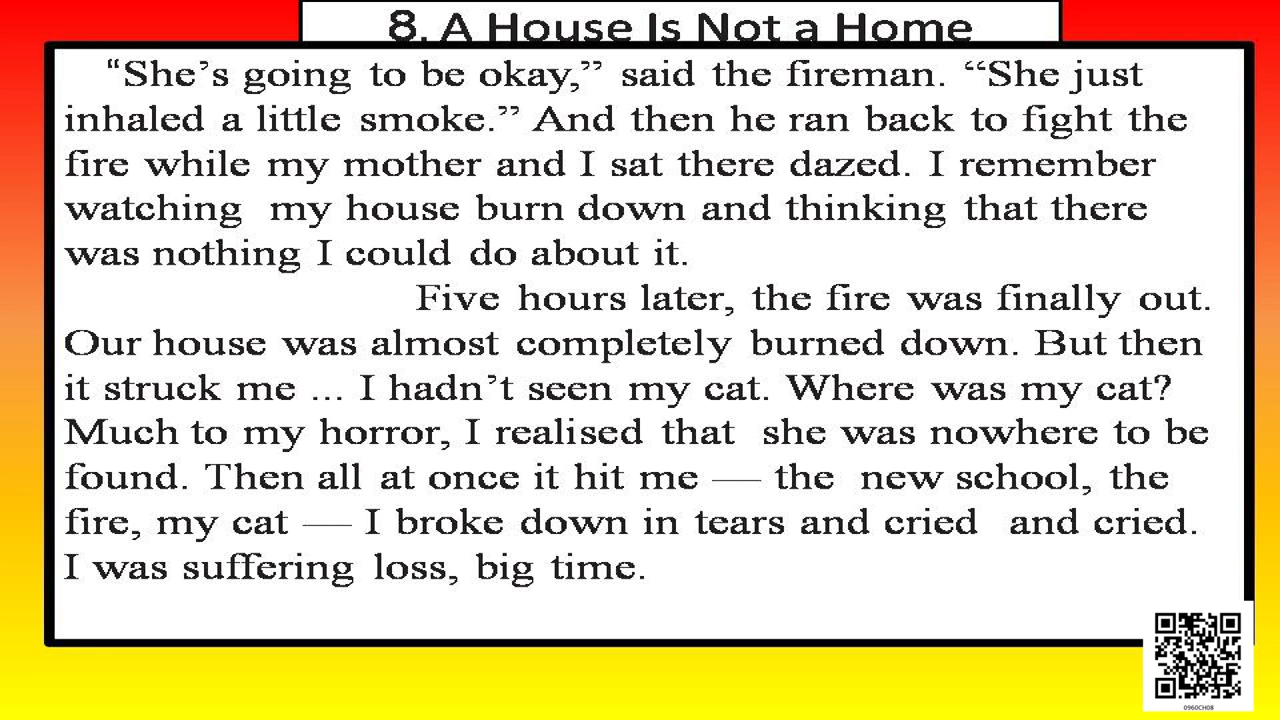 8. A House Is Not a Home
“She’s going to be okay,” said the fireman. “She just
inhaled a little smoke.” And then he ran back to fight the
fire while my mother and I sat there dazed. I remember
watching my house burn down and thinking that there
was nothing I could do about it.
Five hours later, the fire was finally out.
Our house was almost completely burned down. But then
it struck me ... I hadn’t seen my cat. Where was my cat?
Much to my horror, I realised that she was nowhere to be
found. Then all at once it hit me — the new school, the
fire, my cat — I broke down in tears and cried and cried.
I was suffering loss, big time.
0960CH08